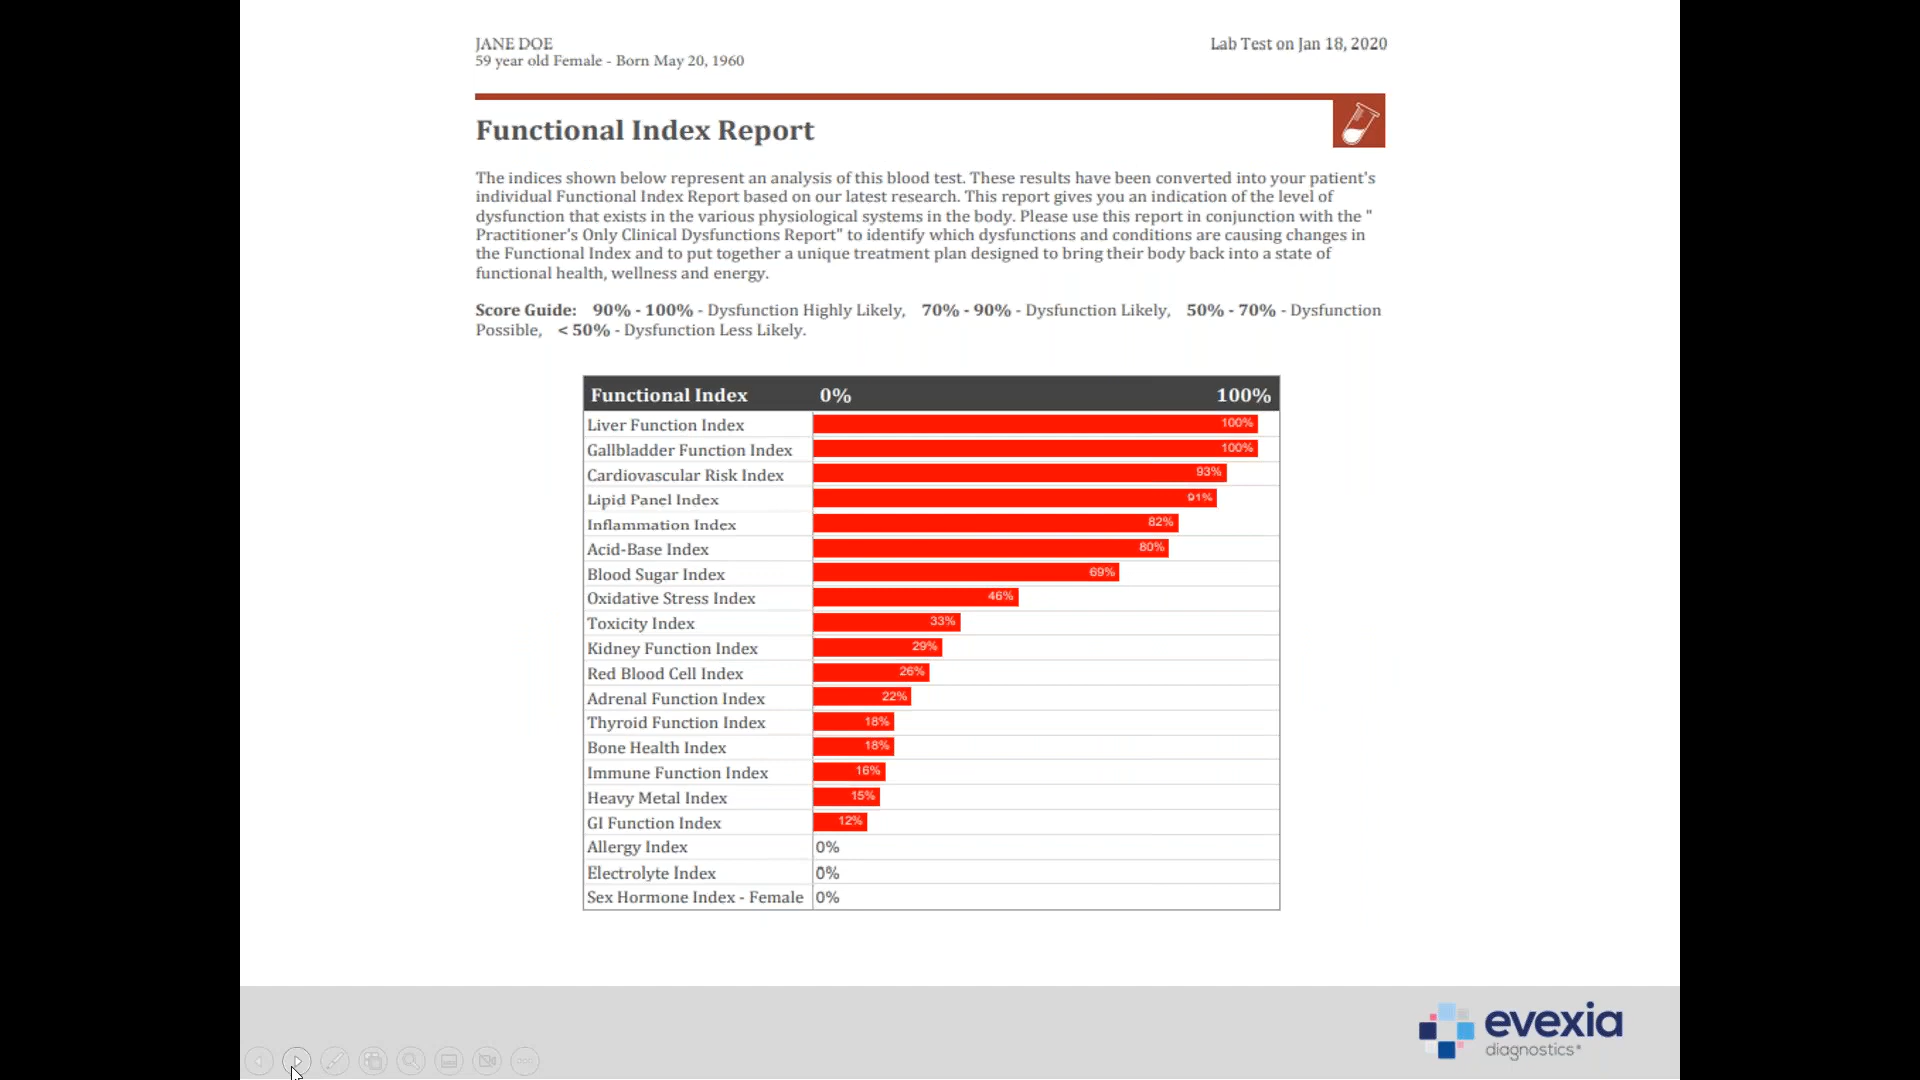 JANE DOE
Lab Test on Jan 18, 2020
59 year old Female - Born May 20, 1960
Functional Index Report
The indices shown below represent an analysis of this blood test. These results have been converted into your patient's
individual Functional Index Report based on our latest research. This report gives you an indication of the level of
dysfunction that exists in the various physiological systems in the body. Please use this report in conjunction with the "
Practitioner's Only Clinical Dysfunctions Report" to identify which dysfunctions and conditions are causing changes in
the Functional Index and to put together a unique treatment plan designed to bring their body back into a state of
functional health, wellness and energy.
Score Guide: 90% - 100% - Dysfunction Highly Likely, 70% - 90% - Dysfunction Likely, 50% - 70% - Dysfunction
Possible, < 50% - Dysfunction Less Likely.
Functional Index 0% 100%
Liver Function Index 100%
Gallbladder Function Index 100%
Cardiovascular Risk Index 93%
Lipid Panel Index 91%
Inflammation Index 82%
Acid-Base Index 80%
Blood Sugar Index 69%
Oxidative Stress Index 46%
Toxicity Index 33%
Kidney Function Index 29%
Red Blood Cell Index 26%
Adrenal Function Index 22%
Thyroid Function Index 18%
Bone Health Index 18%
Immune Function Index 16%
Heavy Metal Index 15%
GI Function Index 12%
Allergy Index 0%
Electrolyte Index 0%
Sex Hormone Index - Female 0%
evexia
diagnostics